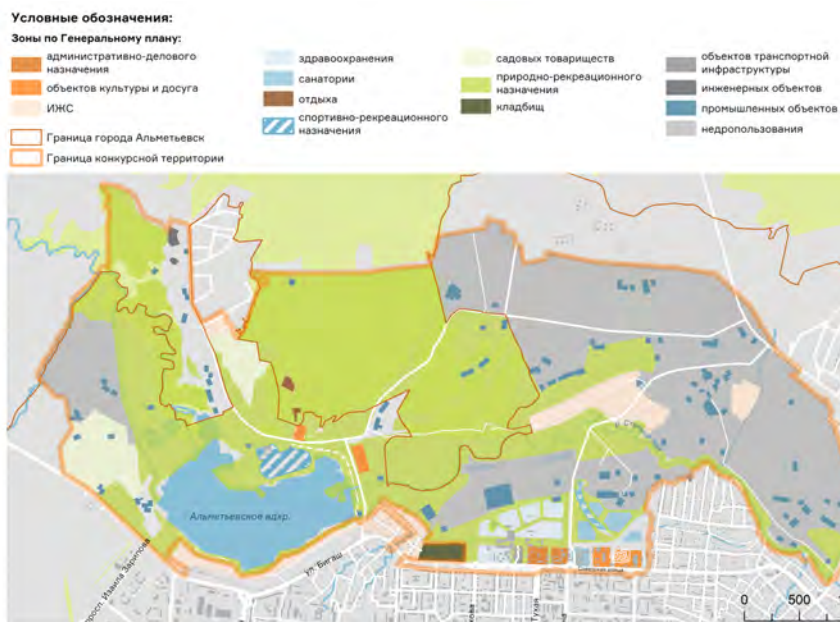 Условные обозначения:
Зоны по Генеральному плану:
административно-делового
назначения
объектов культуры и досуга
ИЖС
Граница города Альметьевск
Граница конкурсной территории
здравоохранения
санатории
отдыха
спортивно-рекреационного
назначения
садовых товариществ
природно-рекреационного
назначения
кладбищ
объектов транспортной
инфраструктуры
инженерных объектов
промышленных объектов
недропользования
Альметьевское вдхр.
ул. Бигаш
просп. Изаила Зарипова
0 500